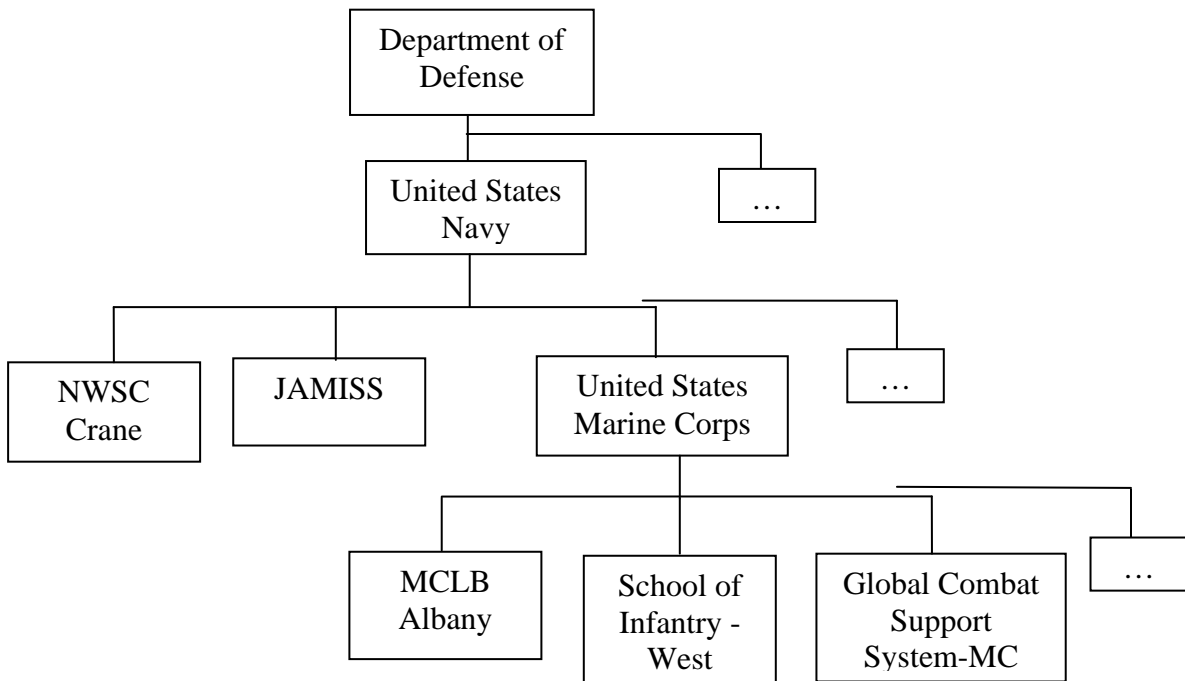 Department of
Defense
United States
Navy
…
NWSC
Crane
JAMISS
United States
Marine Corps
…
MCLB
Albany
School of
Infantry -
West
Global Combat
Support
System-MC
…